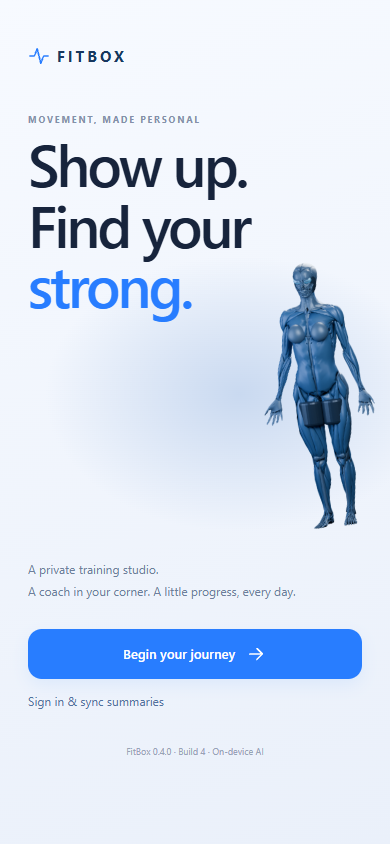 FITBOX
MOVEMENT, MADE PERSONAL
Show up.
Find your
strong.
A private training studio.
A coach in your corner. A little progress, every day.
Begin your journey →
Sign in & sync summaries
FitBox 0.4.0 · Build 4 · On-device AI